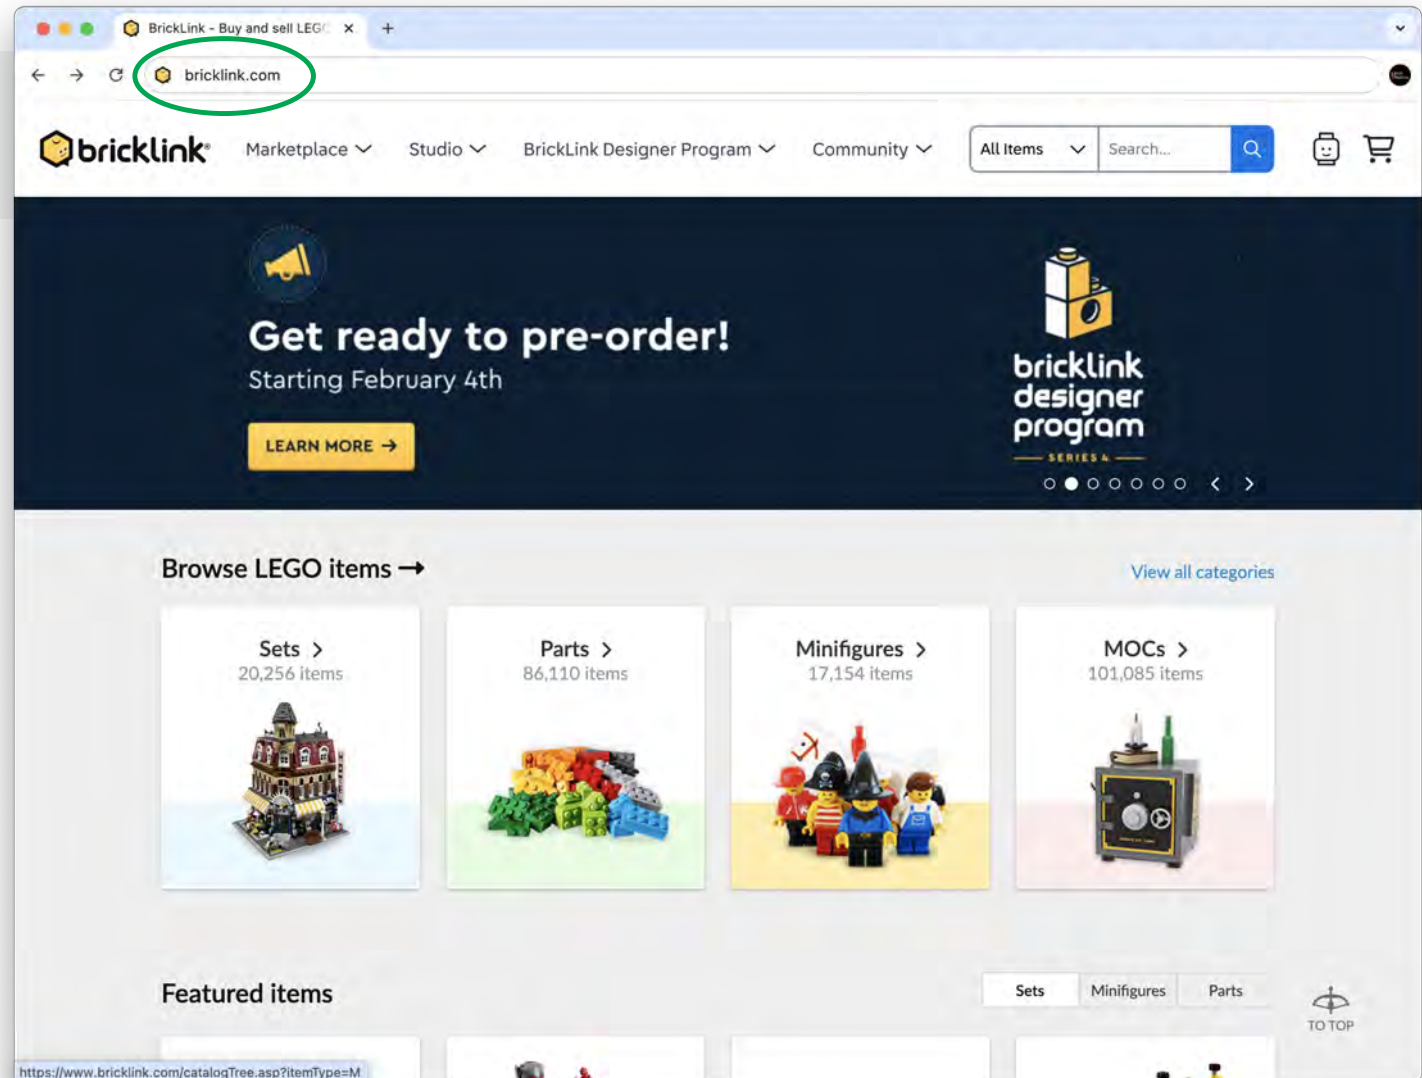 BrickLink - Buy and sell LEG
bricklink.com
bricklink®
Marketplace
Studio
BrickLink Designer Program
Community
All Items
Search...
Get ready to pre-order!
Starting February 4th
LEARN MORE →
bricklink
designer
program
SERIES 4
Browse LEGO items →
View all categories
Sets >
20,256 items
Parts >
86,110 items
Minifigures >
17,154 items
MOCs >
101,085 items
Featured items
Sets
Minifigures
Parts
TO TOP
https://www.bricklink.com/catalogTree.asp?itemType=M